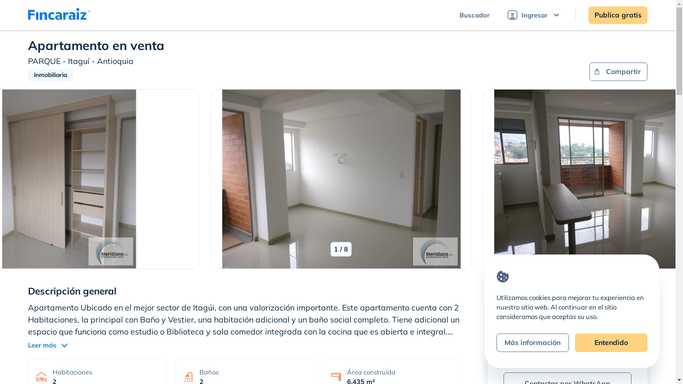 Fincaraiz
Buscador
Ingresar
Publica gratis
Apartamento en venta
PARQUE - Itaguí - Antioquia
Inmobiliaria
Compartir
Meridiana
1 / 8
Descripción general
Apartamento Ubicado en el mejor sector de Itagüi, con una valorización importante. Este apartamento cuenta con 2
Habitaciones, la principal con Baño y Vestier, una habitación adicional y un baño social completo. Tiene adicional un
espacio que funciona como estudio o Biblioteca y sala comedor integrada con la cocina que es abierta e integral....
Leer más
Habitaciones
2
Baños
2
Área construida
6.435 m²
Utilizamos cookies para mejorar tu experiencia en
nuestro sitio web. Al continuar en el sitio
consideramos que aceptas su uso.
Más información
Entendido
Contactar por WhatsApp